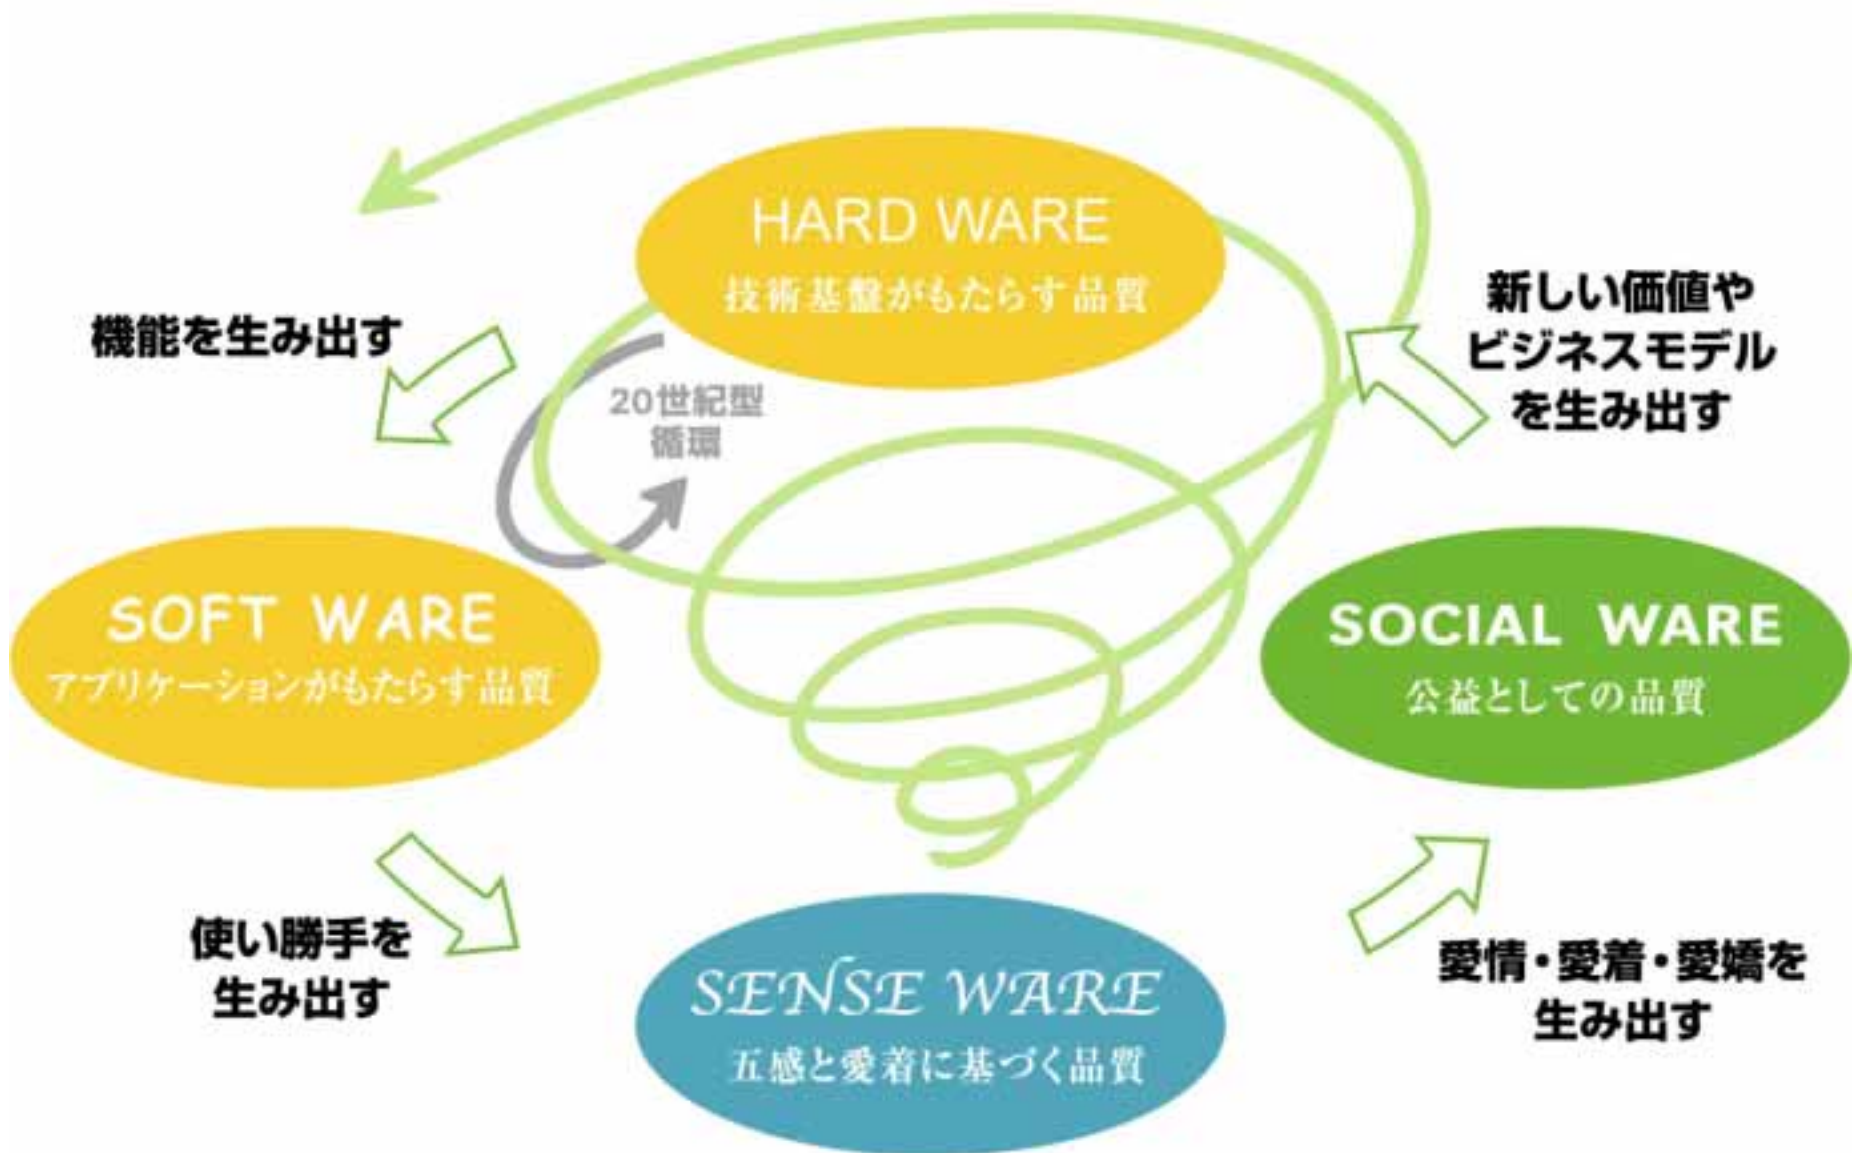 HARD WARE
技術基盤がもたらす品質
機能を生み出す
新しい価値や
ビジネスモデル
を生み出す
20世紀型
循環
SOFT WARE
アプリケーションがもたらす品質
SOCIAL WARE
公益としての品質
使い勝手を
生み出す
SENSE WARE
五感と愛着に基づく品質
愛情・愛着・愛嬌を
生み出す